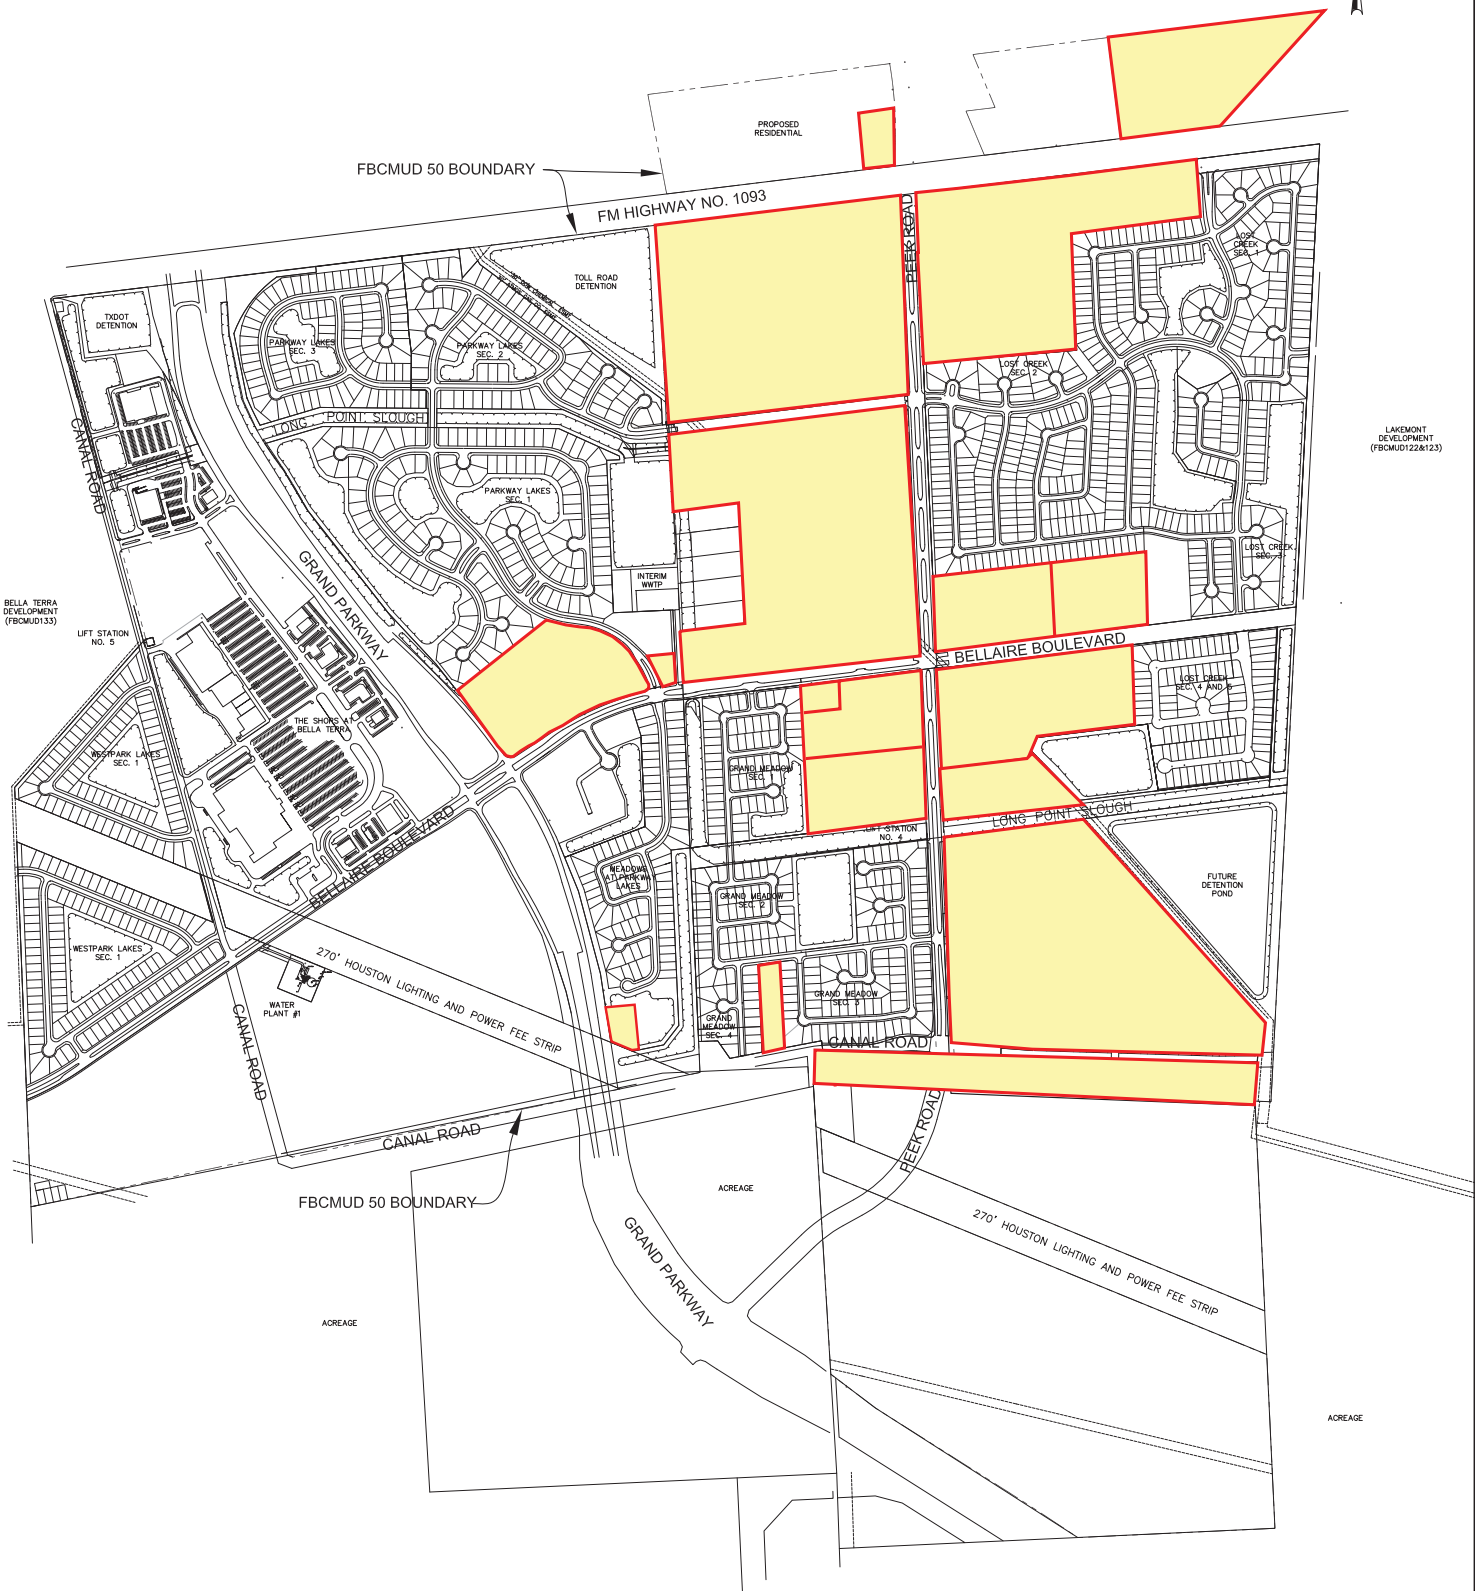 PROPOSED
RESIDENTIAL
FBCMUD 50 BOUNDARY
FM HIGHWAY NO. 1093
PEEK ROAD
LOST
CREEK
SEC. 1
TOLL ROAD
DETENTION
TXDOT
DETENTION
PARKWAY LAKES
SEC. 3
PARKWAY LAKES
SEC. 2
LOST CREEK
SEC. 2
CANAL ROAD
LONG POINT SLOUGH
LAKEMONT
DEVELOPMENT
(FBCMUD122&123)
PARKWAY LAKES
SEC. 1
GRAND PARKWAY
LOST CREEK
SEC. 3
INTERIM
WWTP
BELLA TERRA
DEVELOPMENT
(FBCMUD133)
LIFT STATION
NO. 5
BELLAIRE BOULEVARD
LOST CREEK
SEC. 4 AND 5
THE SHOPS AT
BELLA TERRA
WESTPARK LAKES
SEC. 1
GRAND MEADOW
SEC. 1
LONG POINT SLOUGH
LIFT STATION
NO. 4
BELLAIRE BOULEVARD
MEADOWS
AT PARKWAY
LAKES
FUTURE
DETENTION
POND
GRAND MEADOW
SEC. 2
WESTPARK LAKES
SEC. 1
270' HOUSTON LIGHTING AND POWER FEE STRIP
WATER
PLANT #1
GRAND MEADOW
SEC. 3
GRAND
MEADOW
SEC. 4
CANAL ROAD
CANAL ROAD
PEEK ROAD
CANAL ROAD
FBCMUD 50 BOUNDARY
ACREAGE
270' HOUSTON LIGHTING AND POWER FEE STRIP
GRAND PARKWAY
ACREAGE
ACREAGE